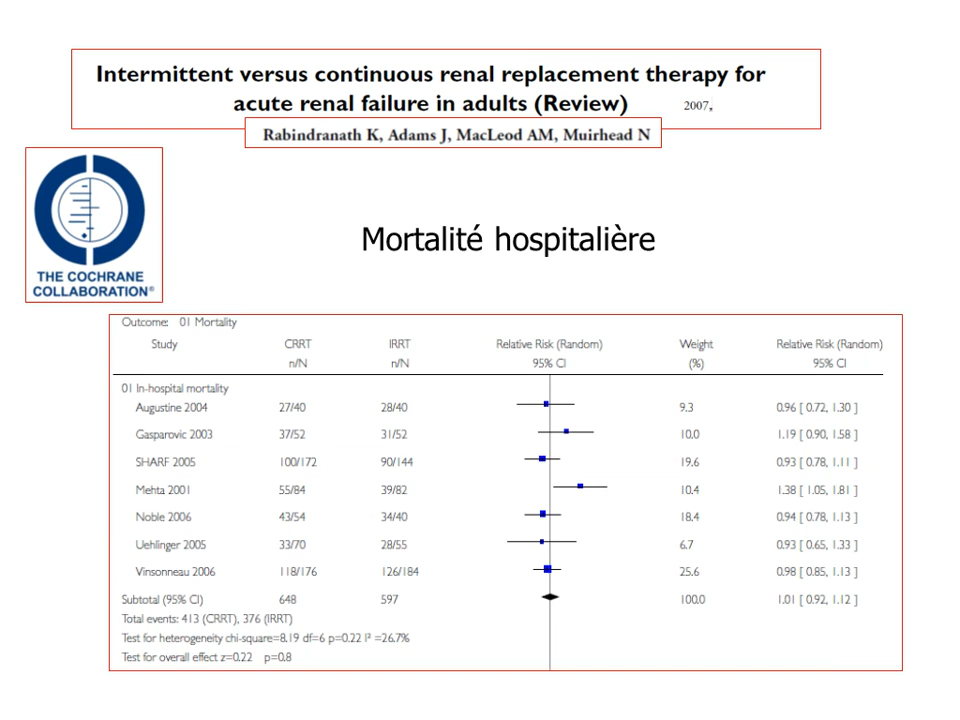 Intermittent versus continuous renal replacement therapy for
acute renal failure in adults (Review) 2007,
Rabindranath K, Adams J, MacLeod AM, Muirhead N
THE COCHRANE
COLLABORATION®
Mortalité hospitalière
Outcome: 01 Mortality
Study CRRT IRRT Relative Risk (Random) Weight Relative Risk (Random)
n/N n/N 95% CI (%) 95% CI
01 In-hospital mortality
Augustine 2004 27/40 28/40 9.3 0.96 [ 0.72, 1.30 ]
Gasparovic 2003 37/52 31/52 10.0 1.19 [ 0.90, 1.58 ]
SHARF 2005 100/172 90/144 19.6 0.93 [ 0.78, 1.11 ]
Mehta 2001 55/84 39/82 10.4 1.38 [ 1.05, 1.81 ]
Noble 2006 43/54 34/40 18.4 0.94 [ 0.78, 1.13 ]
Uehlinger 2005 33/70 28/55 6.7 0.93 [ 0.65, 1.33 ]
Vinsonneau 2006 118/176 126/184 25.6 0.98 [ 0.85, 1.13 ]
Subtotal (95% CI) 648 597 100.0 1.01 [ 0.92, 1.12 ]
Total events: 413 (CRRT), 376 (IRRT)
Test for heterogeneity chi-square=8.19 df=6 p=0.22 I² =26.7%
Test for overall effect z=0.22 p=0.8